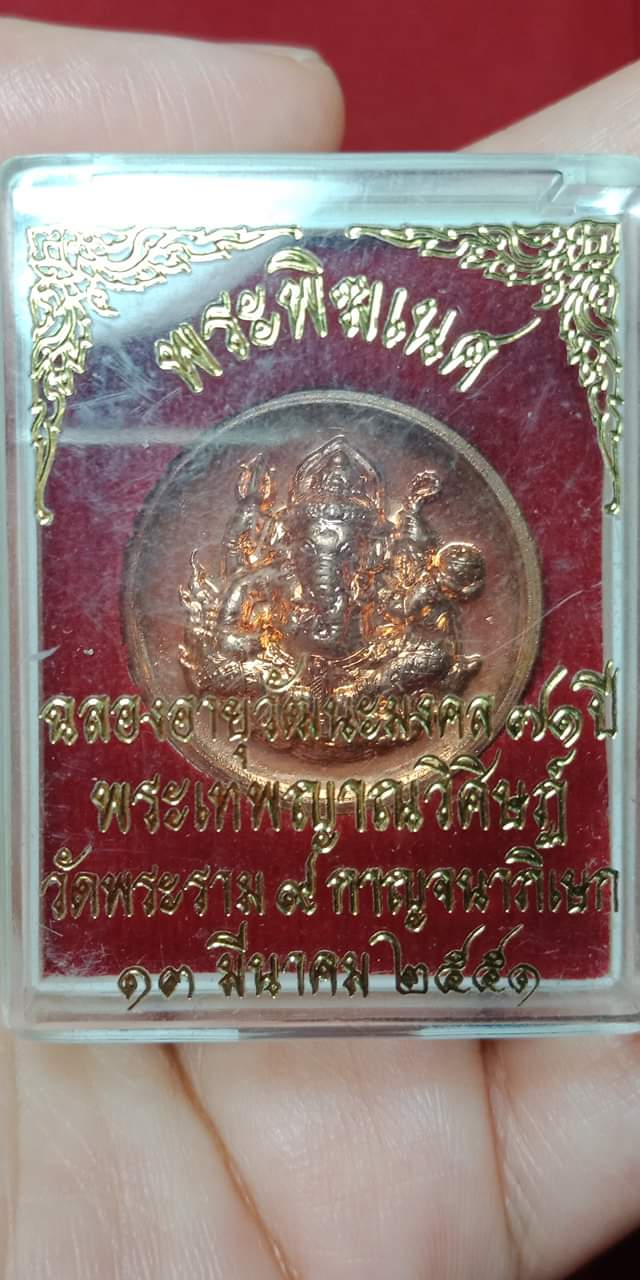 พระพิฆเนศ
ฉลองอายุวัฒนะมงคล ๗๑ ปี
พระเทพญาณวิศิษฏ์
วัดพระราม ๙ กาญจนาภิเษก
๑๓ มีนาคม ๒๕๕๑